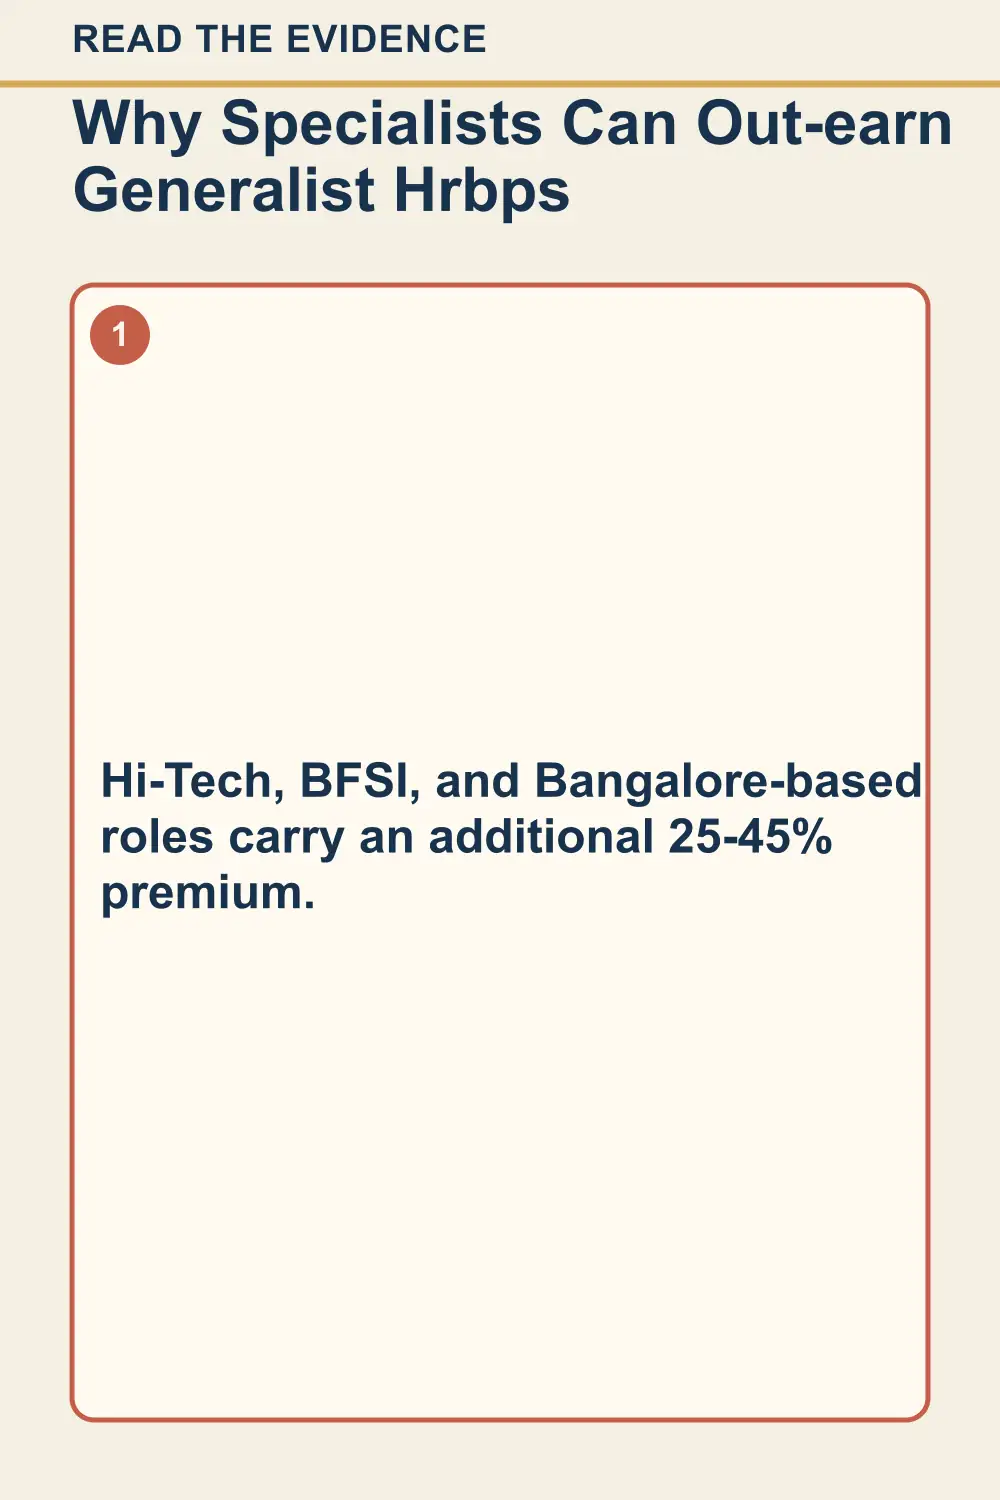 READ THE EVIDENCE
Why Specialists Can Out-earn
Generalist Hrbps
1
Hi-Tech, BFSI, and Bangalore-based
roles carry an additional 25-45%
premium.